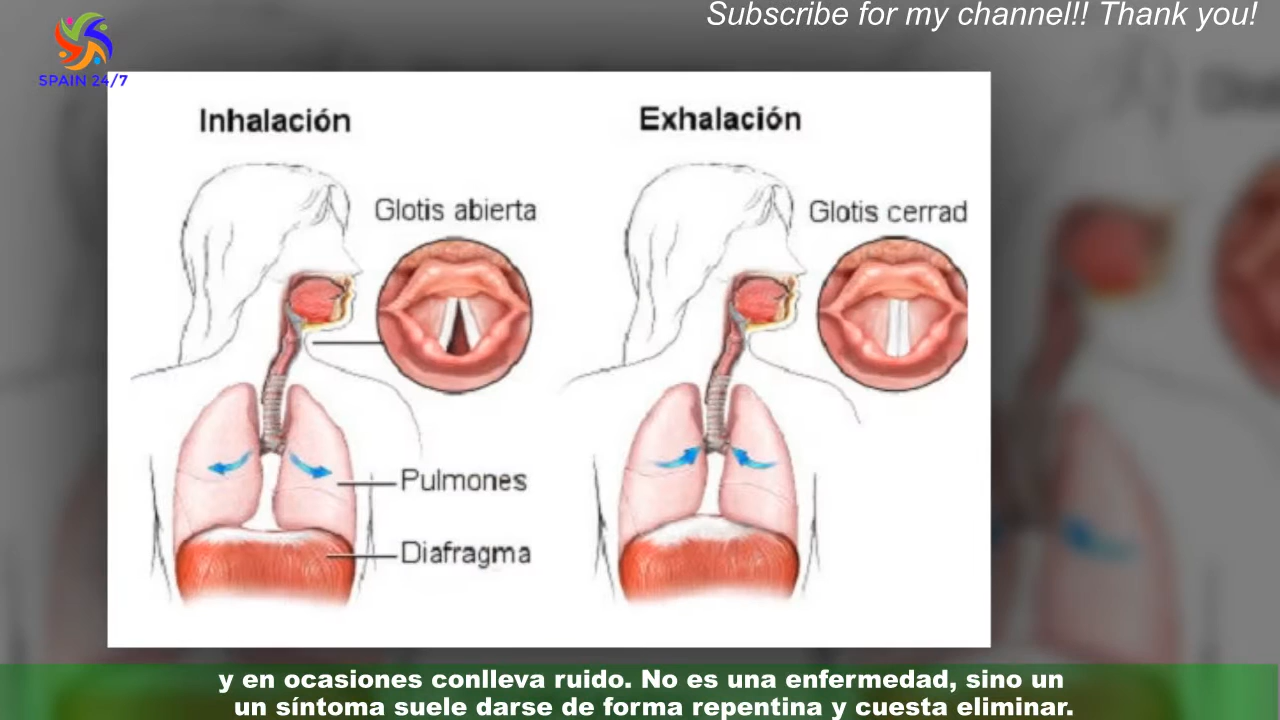 Subscribe for my channel!! Thank you!
SPAIN 24/7
Inhalación
Exhalación
Glotis abierta
Glotis cerrad
Pulmones
Diafragma
y en ocasiones conlleva ruido. No es una enfermedad, sino un
un síntoma suele darse de forma repentina y cuesta eliminar.